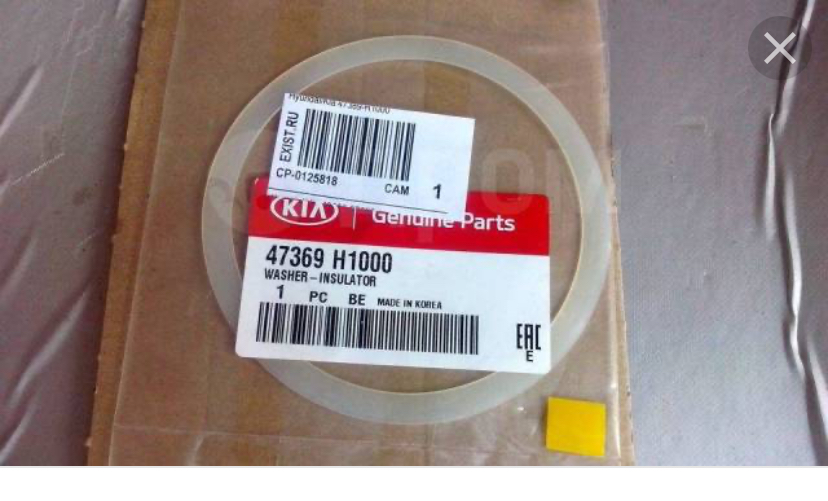 Hyundai/Kia 47369-H1000
EXIST.RU
CP-0125818
CAM 1
KIA Genuine Parts
47369 H1000
WASHER-INSULATOR
1 PC BE MADE IN KOREA
EAC
E